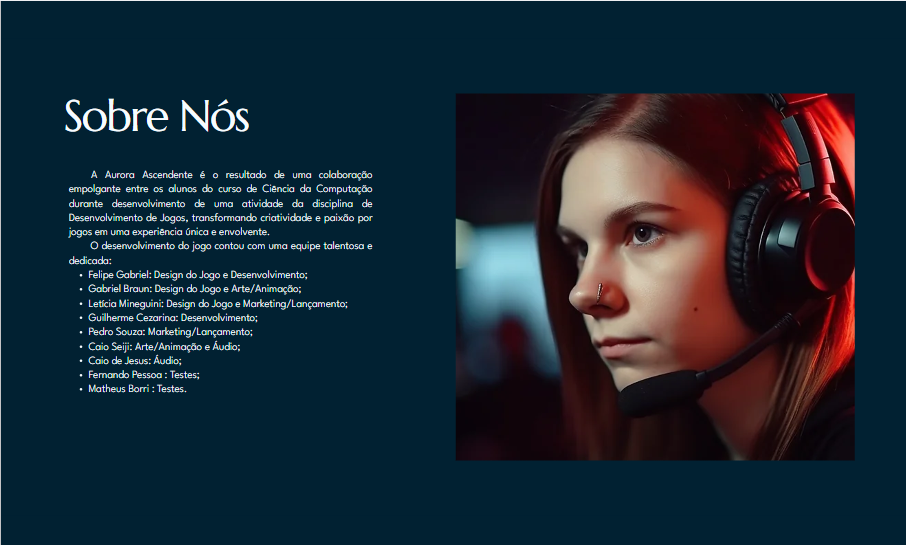 Sobre Nós
A Aurora Ascendente é o resultado de uma colaboração
empolgante entre os alunos do curso de Ciência da Computação
durante desenvolvimento de uma atividade da disciplina de
Desenvolvimento de Jogos, transformando criatividade e paixão por
jogos em uma experiência única e envolvente.
O desenvolvimento do jogo contou com uma equipe talentosa e
dedicada:
• Felipe Gabriel: Design do Jogo e Desenvolvimento;
• Gabriel Braun: Design do Jogo e Arte/Animação;
• Letícia Mineguini: Design do Jogo e Marketing/Lançamento;
• Guilherme Cezarina: Desenvolvimento;
• Pedro Souza: Marketing/Lançamento;
• Caio Seiji: Arte/Animação e Áudio;
• Caio de Jesus: Áudio;
• Fernando Pessoa : Testes;
• Matheus Borri : Testes.